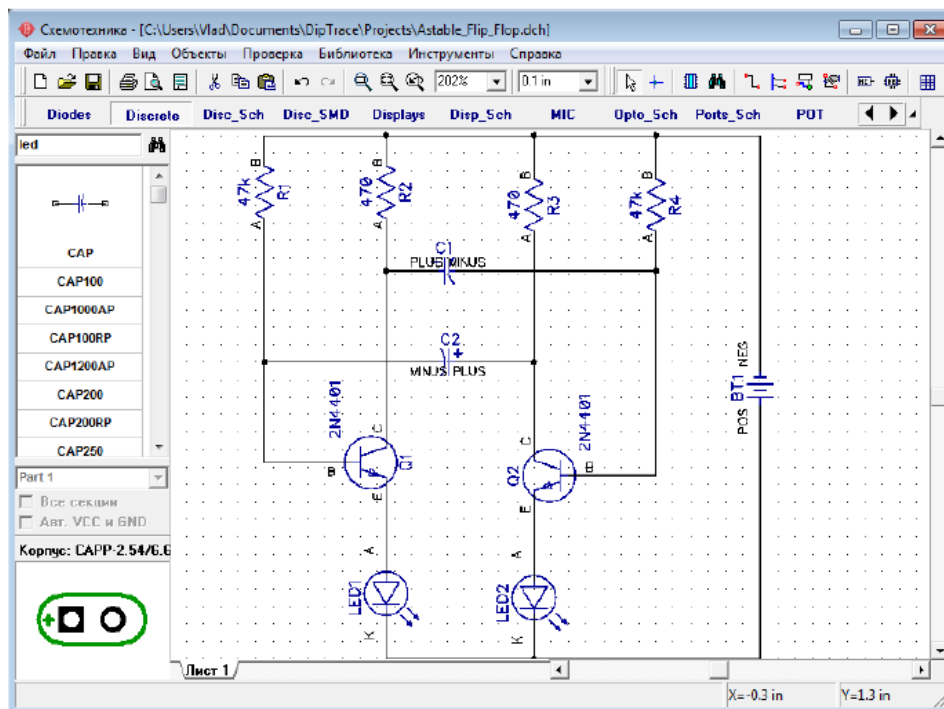 Схемотехника - [C:\Users\Vlad\Documents\DipTrace\Projects\Astable_Flip_Flop.dch]
Файл Правка Вид Объекты Проверка Библиотека Инструменты Справка
202% 0.1 in
Diodes Discrete Disc_Sch Disc_SMD Displays Disp_Sch MIC Opto_Sch Ports_Sch POT
led
CAP
CAP100
CAP1000AP
CAP100RP
CAP1200AP
CAP200
CAP200RP
CAP250
Part 1
Все секции
Авт. VCC и GND
Корпус: CAPP-2.54/6.6
+
B B B B
47k R1 470 R2 470 R3 47k R4
A A A A
C1
PLUS MINUS
C2
+
MINUS PLUS
NEG
BT1
POS
2N4401 2N4401
C C
B Q1 Q2 B
E E
A A
LED1 LED2
K K
Лист 1
X=-0.3 in Y=1.3 in